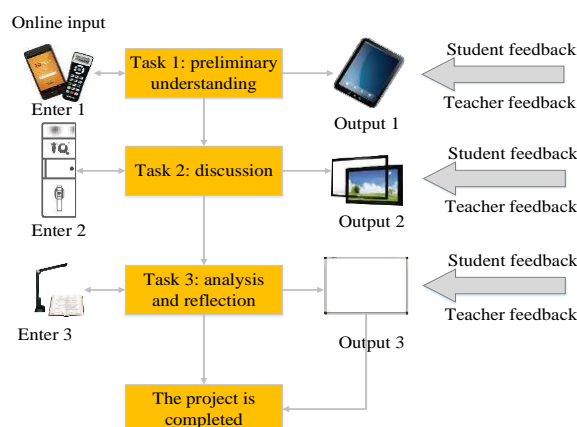 Online input
Task 1: preliminary
understanding
Enter 1
Output 1
Student feedback
Teacher feedback
Task 2: discussion
Enter 2
Output 2
Student feedback
Teacher feedback
Task 3: analysis
and reflection
Enter 3
Output 3
Student feedback
Teacher feedback
The project is
completed